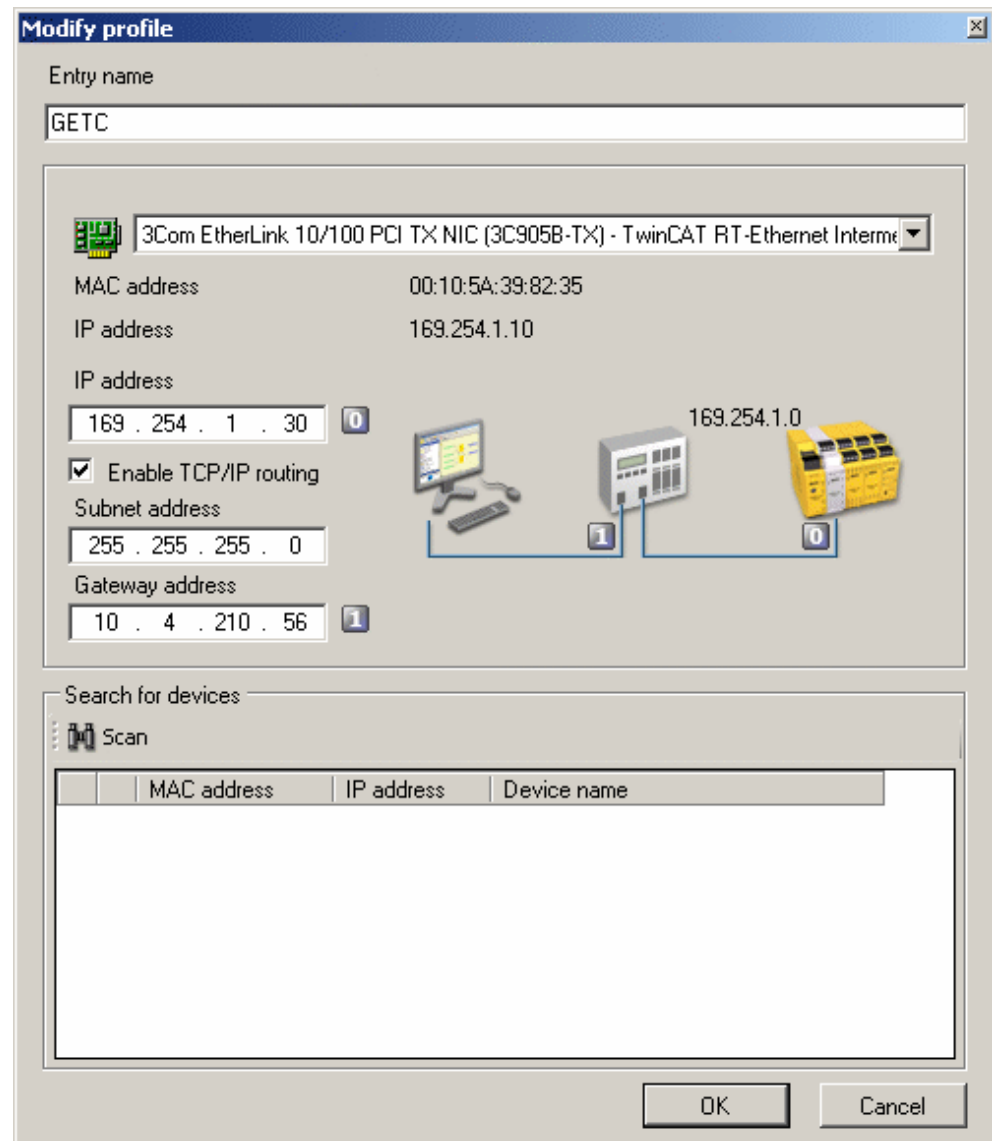 Modify profile
Entry name
GETC
3Com EtherLink 10/100 PCI TX NIC (3C905B-TX) - TwinCAT RT-Ethernet Interme
MAC address 00:10:5A:39:82:35
IP address 169.254.1.10
IP address
169 . 254 . 1 . 30 0
169.254.1.0
Enable TCP/IP routing
Subnet address
255 . 255 . 255 . 0
1 0
Gateway address
10 . 4 . 210 . 56 1
Search for devices
Scan
MAC address IP address Device name
OK Cancel